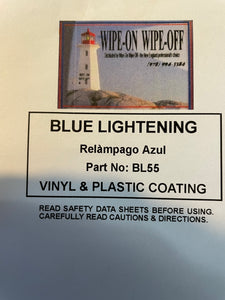 WIPE-ON WIPE-OFF
BLUE LIGHTENING
Relàmpago Azul
Part No: BL55
VINYL & PLASTIC COATING
READ SAFETY DATA SHEETS BEFORE USING.
CAREFULLY READ CAUTIONS & DIRECTIONS.